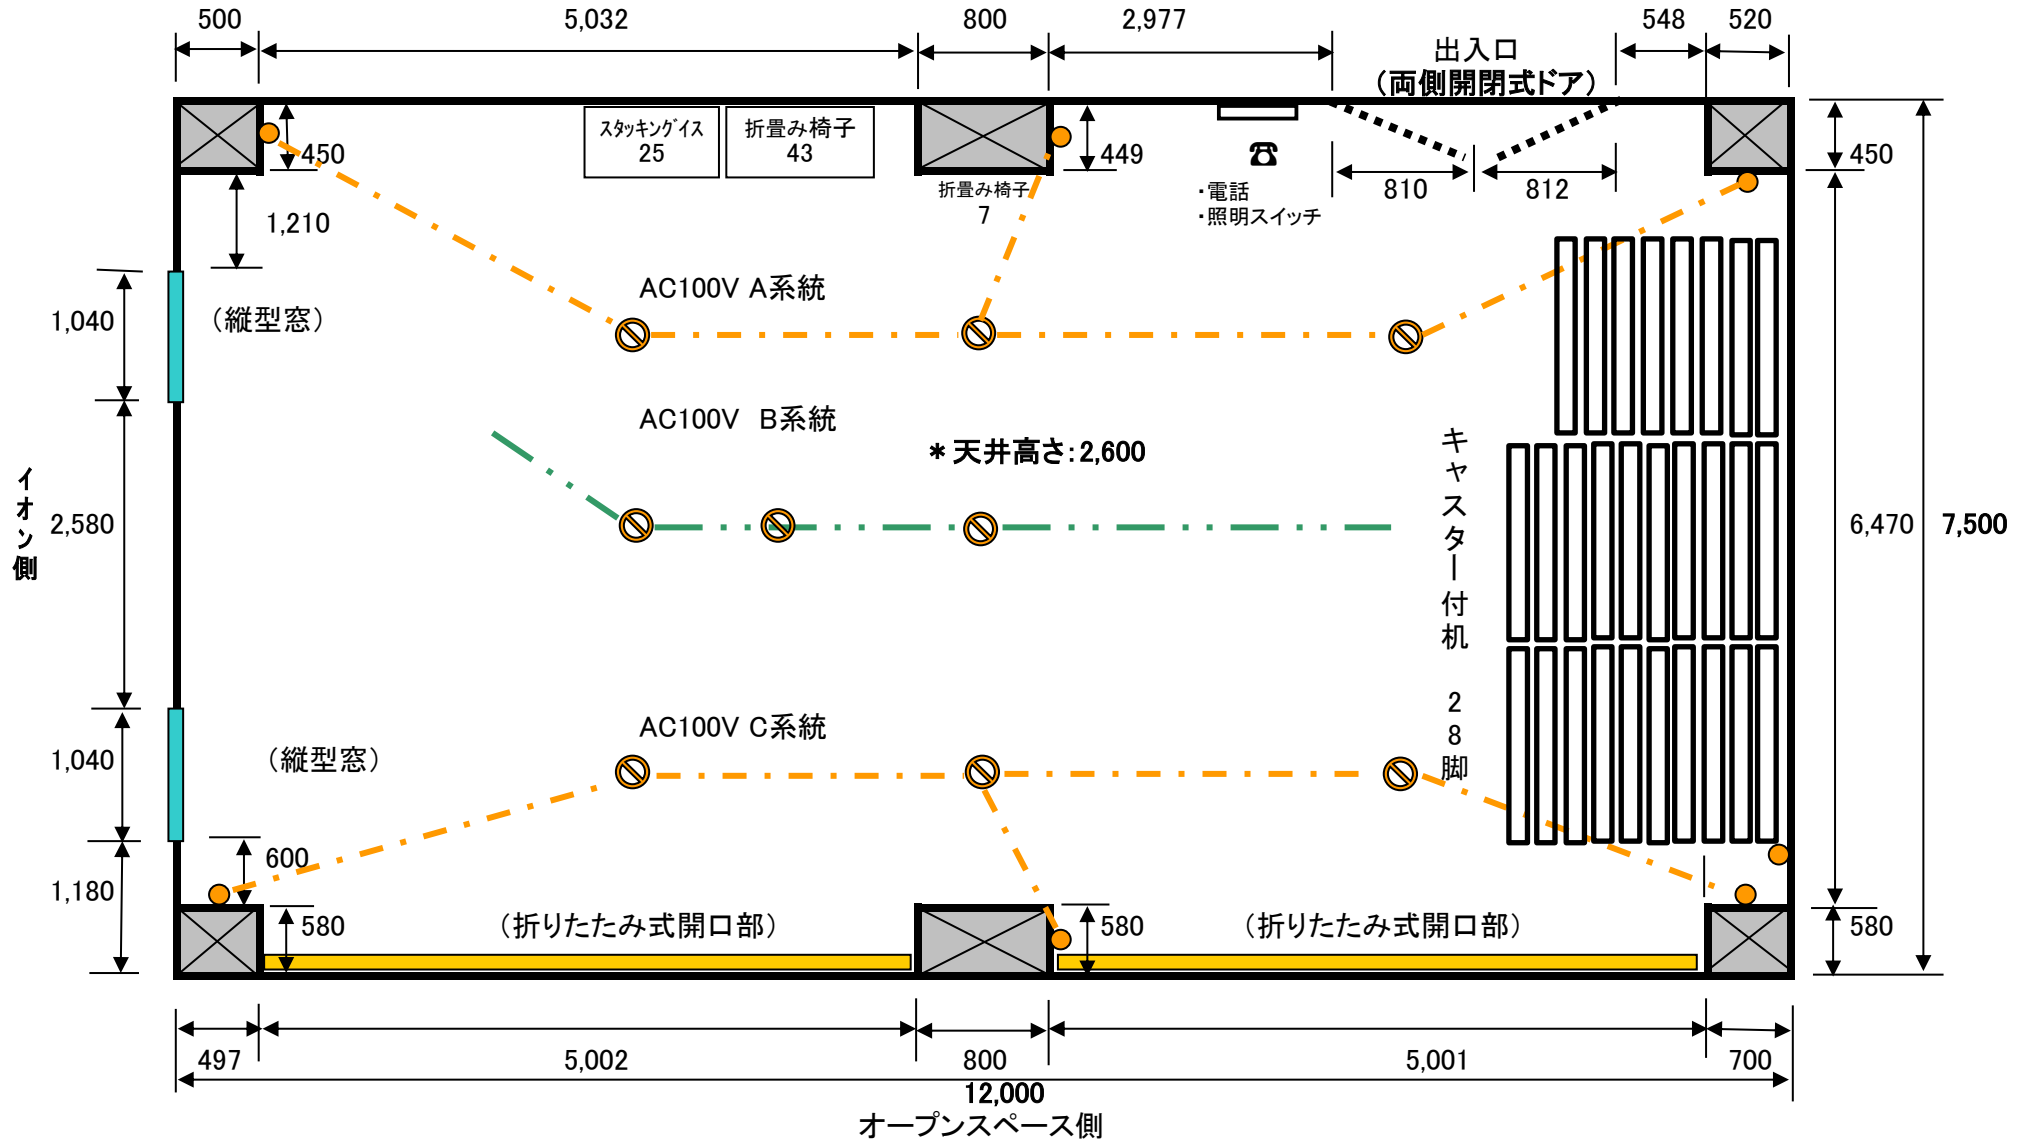 500
5,032
800
2,977
548
520
出入口
（両側開閉式ドア）
スタッキングイス
25
折畳み椅子
43
450
449
450
折畳み椅子
7
・電話
・照明スイッチ
810
812
1,210
1,040
（縦型窓）
AC100V A系統
AC100V B系統
＊天井高さ：2,600
イオン側
2,580
キャスター付机 28脚
6,470
7,500
AC100V C系統
1,040
（縦型窓）
600
1,180
580
（折りたたみ式開口部）
580
（折りたたみ式開口部）
580
497
5,002
800
5,001
700
12,000
オープンスペース側